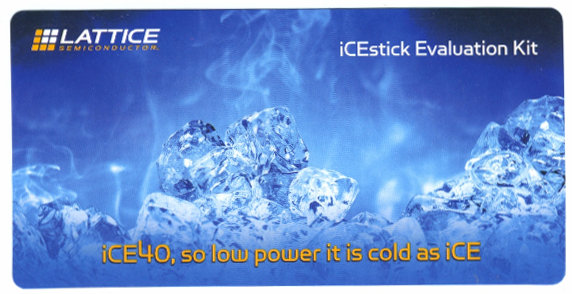 LATTICE
SEMICONDUCTOR.
iCEstick Evaluation Kit
iCE40, so low power it is cold as iCE